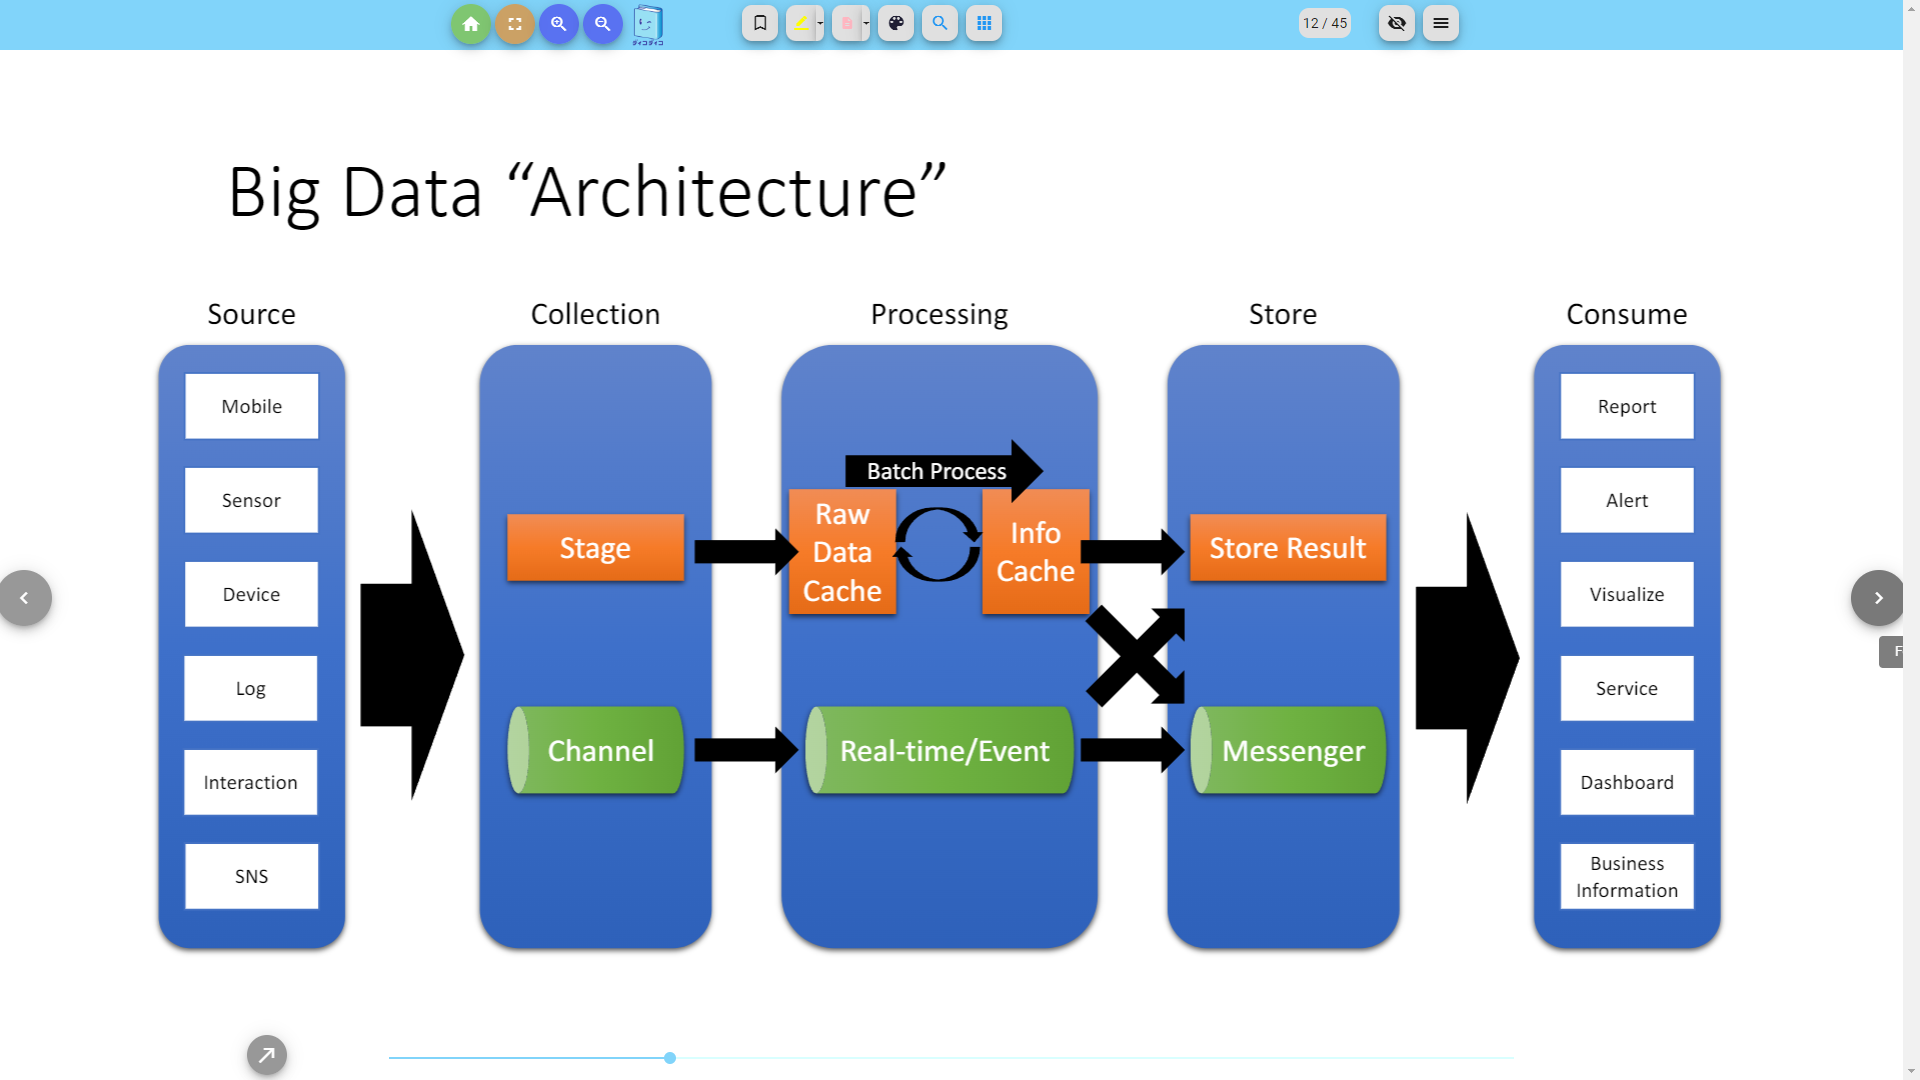 12 / 45
Big Data “Architecture”
Source
Collection
Processing
Store
Consume
Mobile
Sensor
Device
Log
Interaction
SNS
Stage
Channel
Batch Process
Raw
Data
Cache
Info
Cache
Real-time/Event
Store Result
Messenger
Report
Alert
Visualize
Service
Dashboard
Business
Information
F